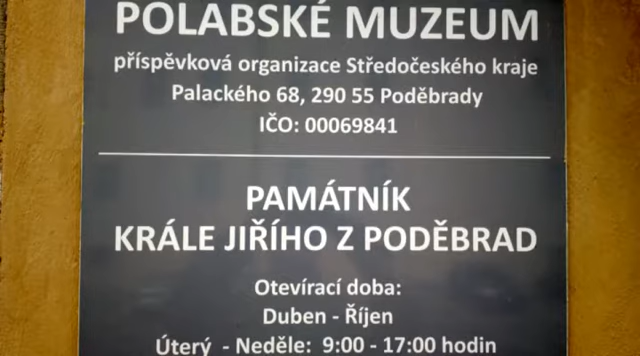 POLABSKÉ MUZEUM
příspěvková organizace Středočeského kraje
Palackého 68, 290 55 Poděbrady
IČO: 00069841
PAMÁTNÍK
KRÁLE JIŘÍHO Z PODĚBRAD
Otevírací doba:
Duben - Říjen
Úterý - Neděle: 9:00 - 17:00 hodin